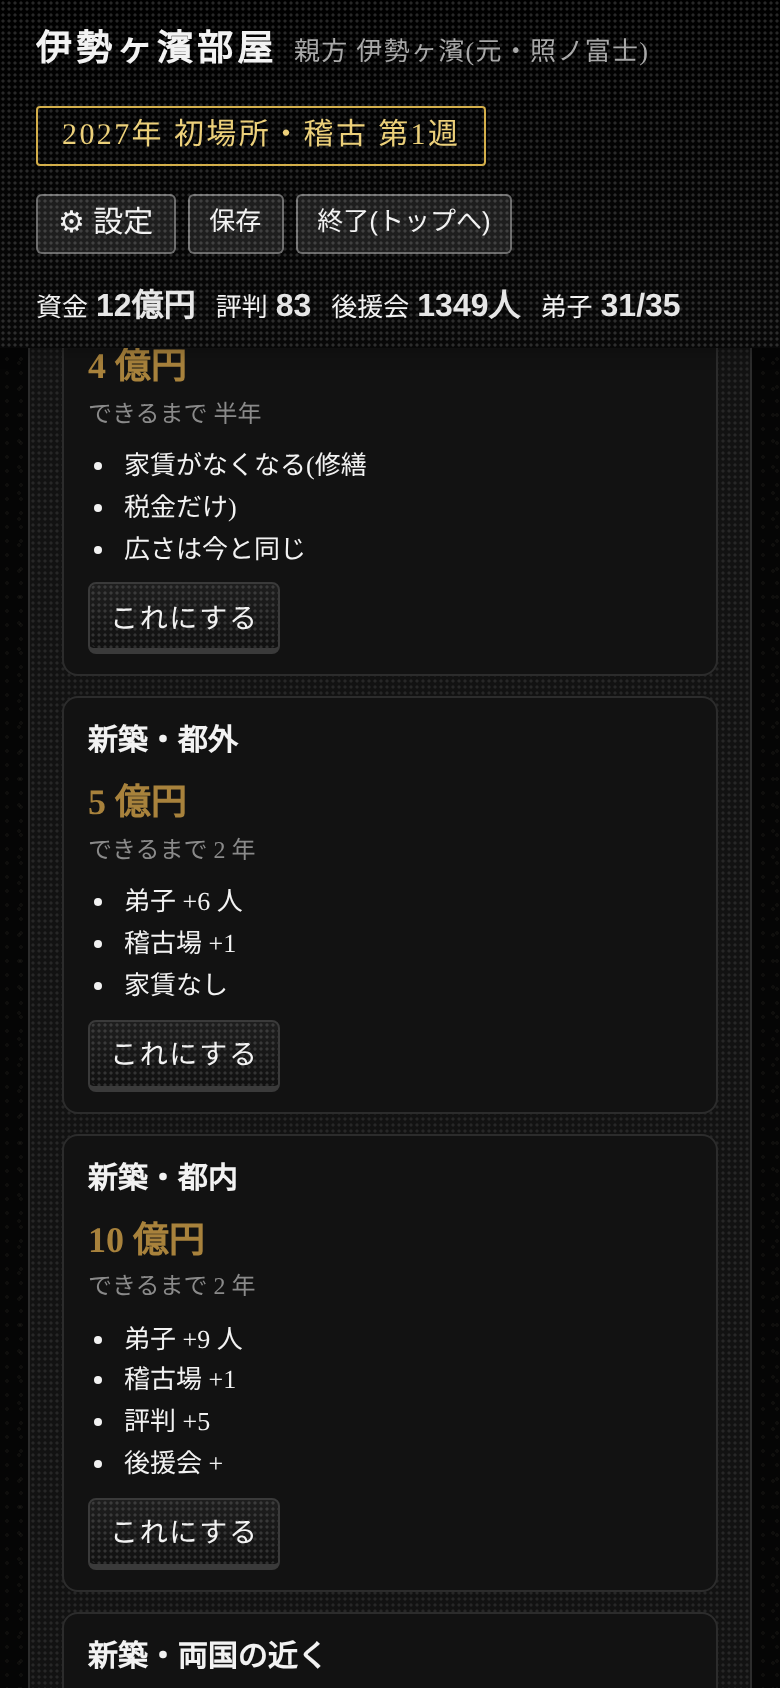 伊勢ヶ濱部屋 親方 伊勢ヶ濱(元・照ノ富士)
2027年 初場所・稽古 第1週
⚙ 設定 保存 終了(トップへ)
資金 12億円 評判 83 後援会 1349人 弟子 31/35
4 億円
できるまで 半年
• 家賃がなくなる(修繕
• 税金だけ)
• 広さは今と同じ
これにする
新築・都外
5 億円
できるまで 2 年
• 弟子 +6 人
• 稽古場 +1
• 家賃なし
これにする
新築・都内
10 億円
できるまで 2 年
• 弟子 +9 人
• 稽古場 +1
• 評判 +5
• 後援会 +
これにする
新築・両国の近く